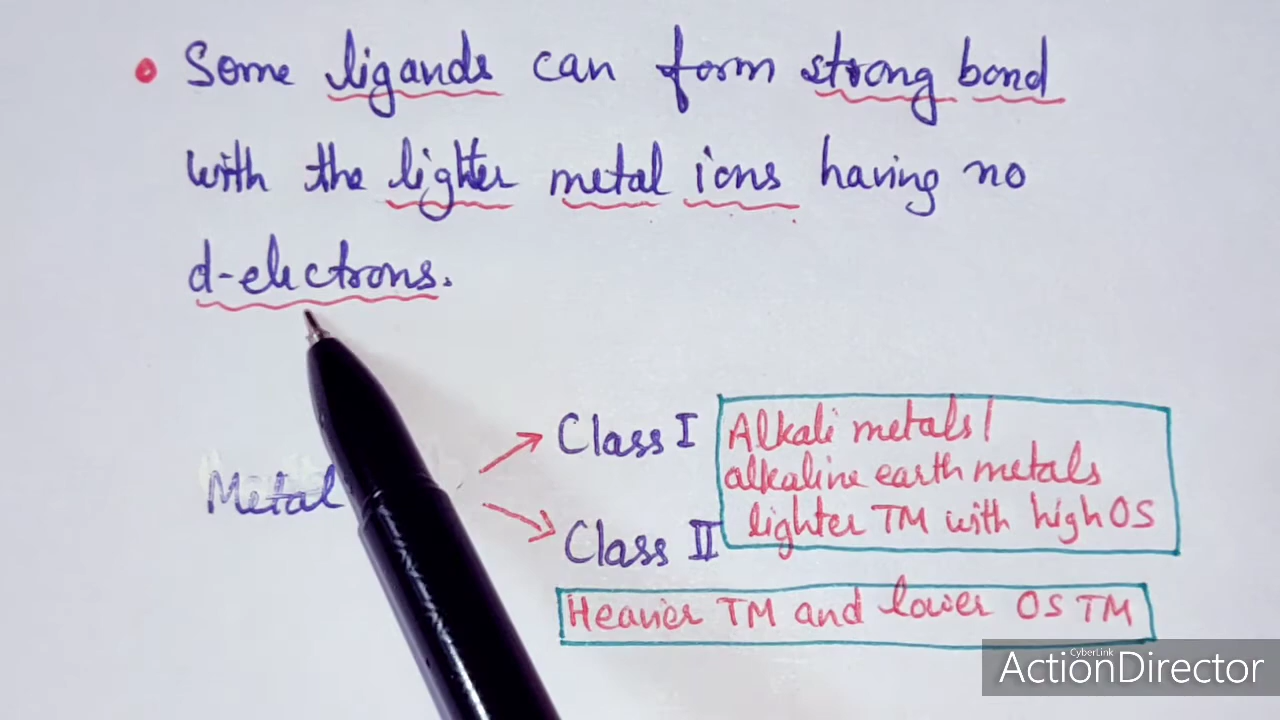 • Some ligands can form strong bond
with the lighter metal ions having no
d-electrons.
Metal
Class I
Alkali metals/
alkaline earth metals
lighter TM with high OS
Class II
Heavier TM and lower OS TM
CyberLink
ActionDirector